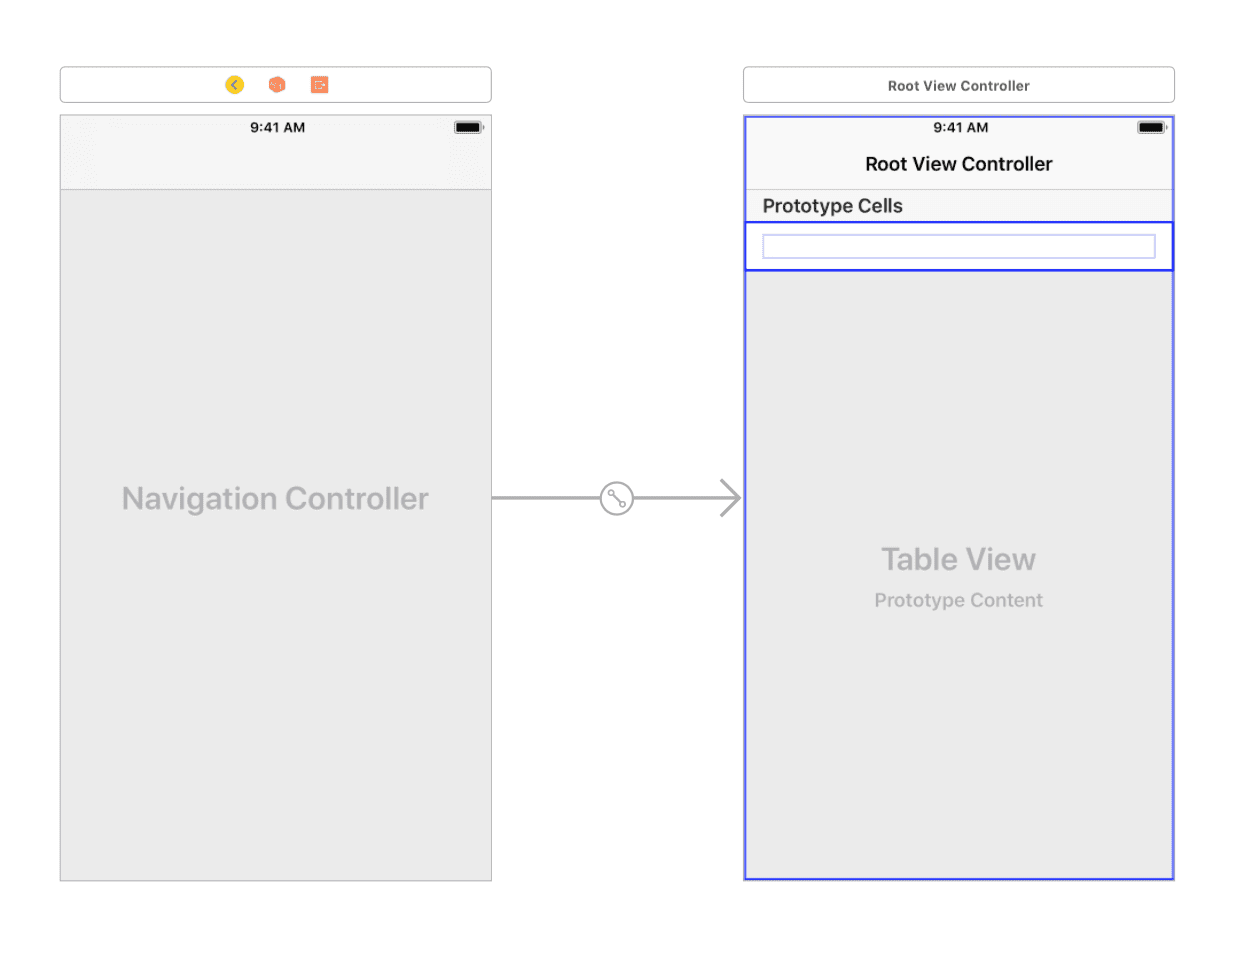 9:41 AM
Navigation Controller
Root View Controller
9:41 AM
Root View Controller
Prototype Cells
Table View
Prototype Content